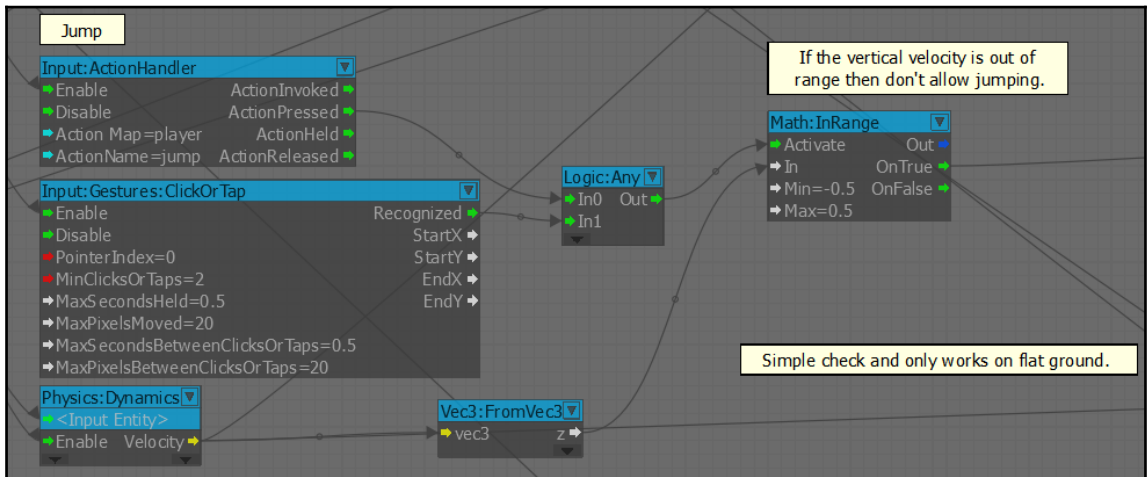 Jump
Input:ActionHandler
Enable ActionInvoked
Disable ActionPressed
Action Map=player ActionHeld
ActionName=jump ActionReleased
Input:Gestures:ClickOrTap
Enable Recognized
Disable StartX
PointerIndex=0 StartY
MinClicksOrTaps=2 EndX
MaxSecondsHeld=0.5 EndY
MaxPixelsMoved=20
MaxSecondsBetweenClicksOrTaps=0.5
MaxPixelsBetweenClicksOrTaps=20
Physics:Dynamics
<Input Entity>
Enable Velocity
Vec3:FromVec3
vec3 z
Logic:Any
In0 Out
In1
If the vertical velocity is out of
range then don't allow jumping.
Math:InRange
Activate Out
In OnTrue
Min=-0.5 OnFalse
Max=0.5
Simple check and only works on flat ground.